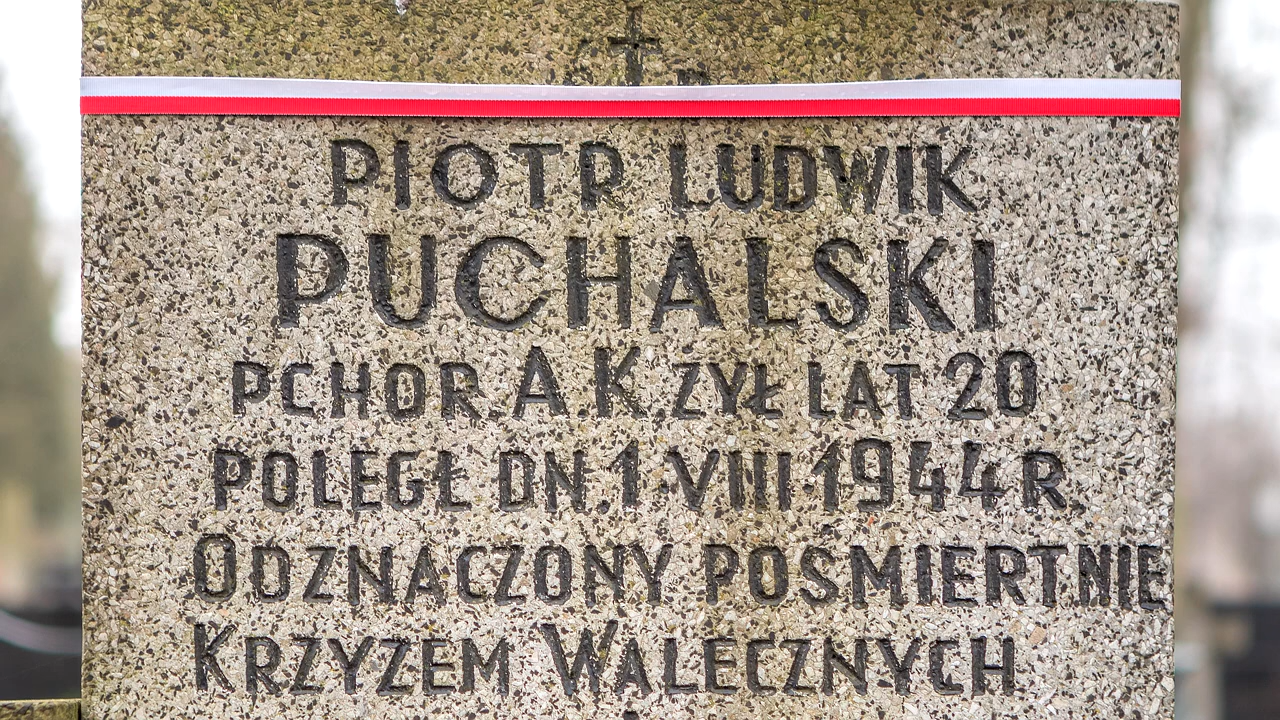 PIOTR LUDWIK
PUCHALSKI
PCHOR. A.K. ŻYŁ LAT 20
POLEGŁ DN. 1·VIII·1944 R.
ODZNACZONY POŚMIERTNIE
KRZYŻEM WALECZNYCH